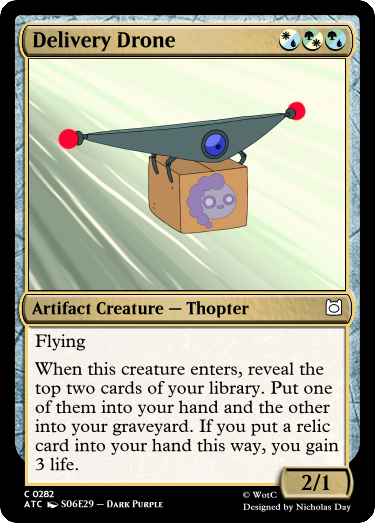 Delivery Drone
Artifact Creature — Thopter
Flying
When this creature enters, reveal the
top two cards of your library. Put one
of them into your hand and the other
into your graveyard. If you put a relic
card into your hand this way, you gain
3 life.
2/1
C 0282
ATC S06E29 – Dark Purple
© WotC
Designed by Nicholas Day